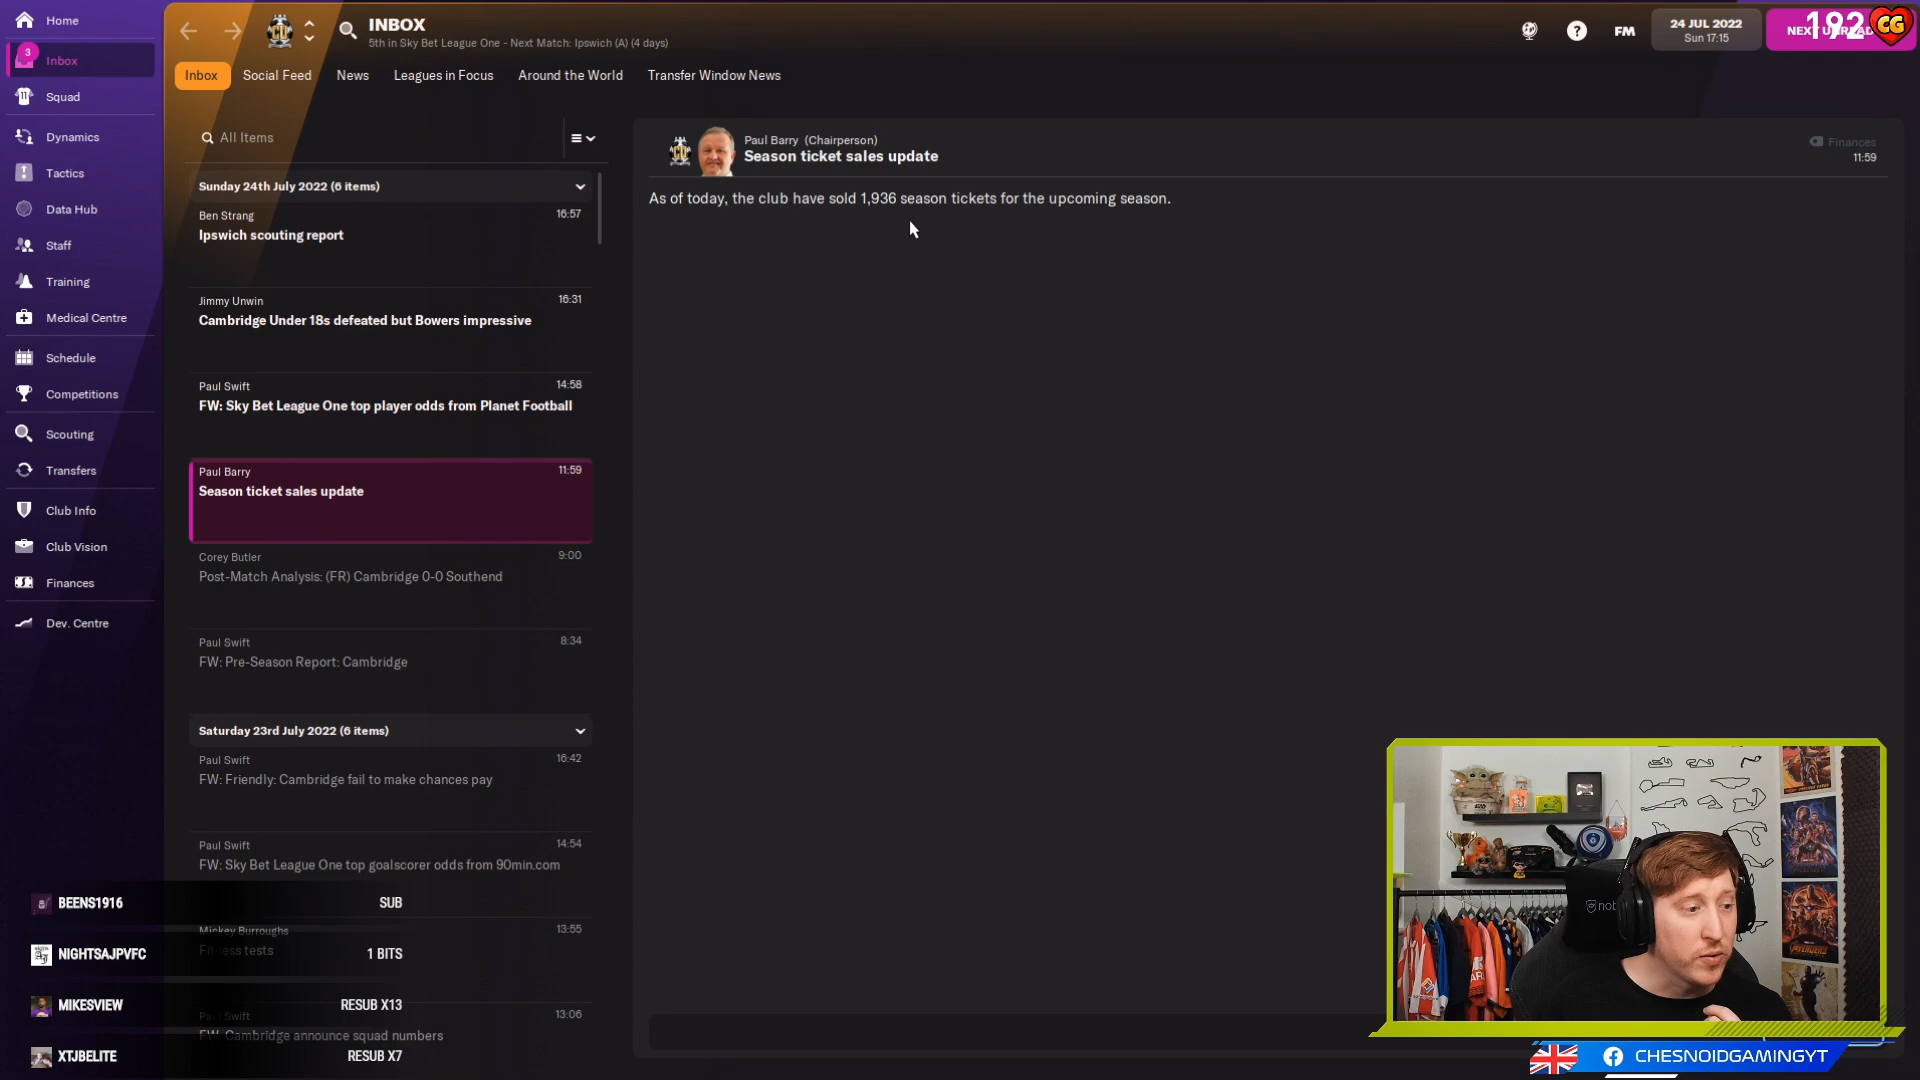 Home
Inbox
3
Squad
Dynamics
Tactics
Data Hub
Staff
Training
Medical Centre
Schedule
Competitions
Scouting
Transfers
Club Info
Club Vision
Finances
Dev. Centre
INBOX
5th in Sky Bet League One - Next Match: Ipswich (A) (4 days)
FM
24 JUL 2022
Sun 17:15
192
CG
Inbox
Social Feed
News
Leagues in Focus
Around the World
Transfer Window News
All Items
Sunday 24th July 2022 (6 items)
Ben Strang
16:57
Ipswich scouting report
Jimmy Unwin
16:31
Cambridge Under 18s defeated but Bowers impressive
Paul Swift
14:58
FW: Sky Bet League One top player odds from Planet Football
Paul Barry
11:59
Season ticket sales update
Corey Butler
9:00
Post-Match Analysis: (FR) Cambridge 0-0 Southend
Paul Swift
8:34
FW: Pre-Season Report: Cambridge
Saturday 23rd July 2022 (6 items)
Paul Swift
16:42
FW: Friendly: Cambridge fail to make chances pay
Paul Swift
14:54
FW: Sky Bet League One top goalscorer odds from 90min.com
Mickey Burroughs
13:55
Fitness tests
Paul Swift
13:06
FW: Cambridge announce squad numbers
Paul Barry (Chairperson)
Season ticket sales update
Finances
11:59
As of today, the club have sold 1,936 season tickets for the upcoming season.
BEENS1916 SUB
NIGHTSAJPVFC 1 BITS
MIKESVIEW RESUB X13
XTJBELITE RESUB X7
CHESNOIDGAMINGYT